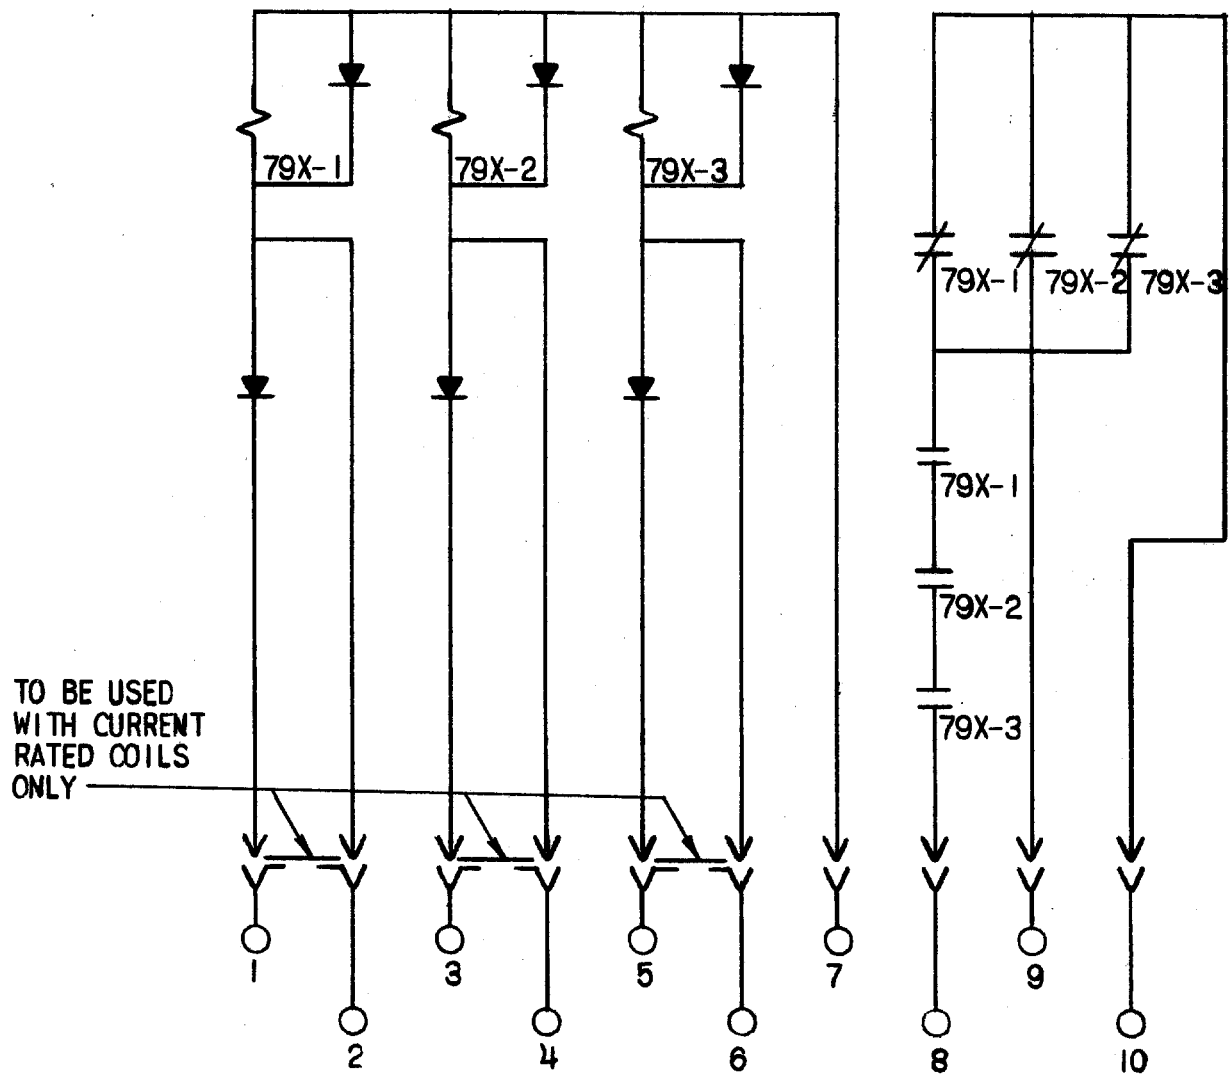 79X-1 79X-2 79X-3
79X-1 79X-2 79X-3
79X-1
79X-2
79X-3
TO BE USED
WITH CURRENT
RATED COILS
ONLY
1 3 5 7 9
2 4 6 8 10